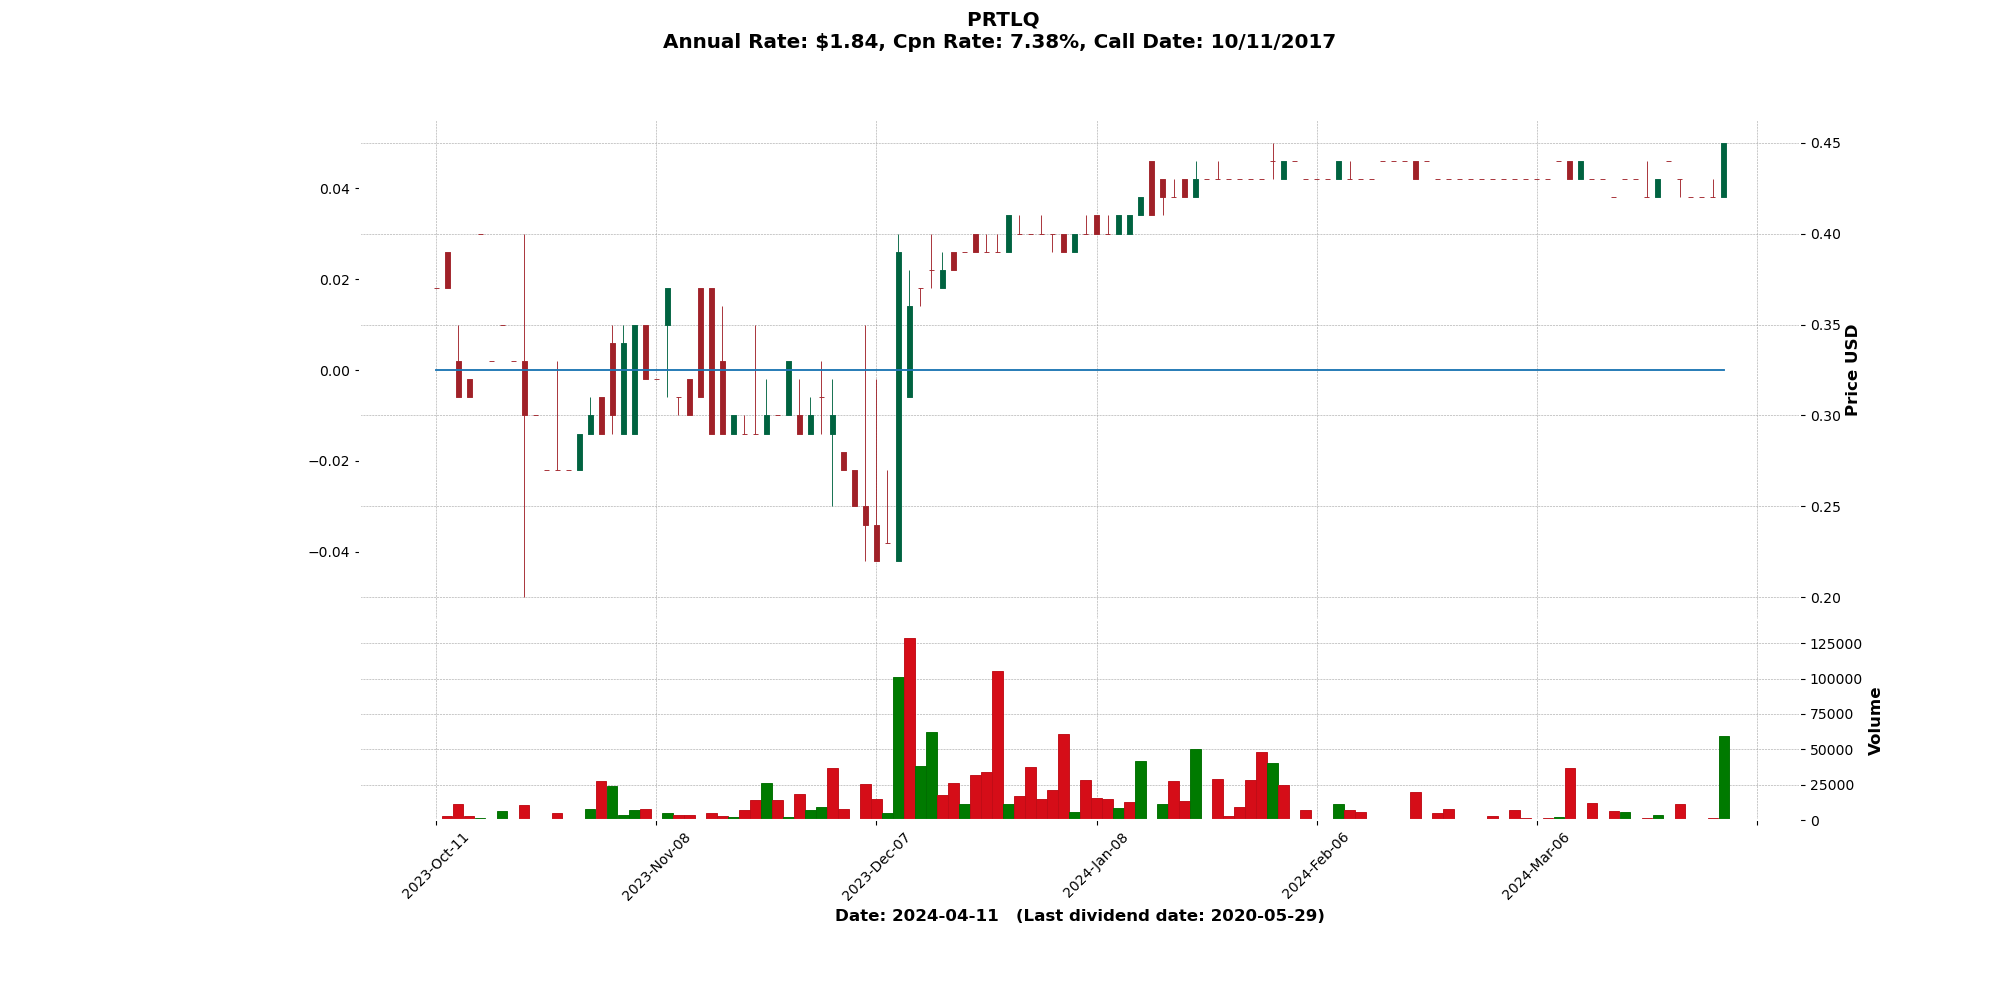 PRTLQ
Annual Rate: $1.84, Cpn Rate: 7.38%, Call Date: 10/11/2017
0.04
0.02
0.00
−0.02
−0.04
0.45
0.40
0.35
0.30
0.25
0.20
Price USD
125000
100000
75000
50000
25000
0
Volume
2023-Oct-11
2023-Nov-08
2023-Dec-07
2024-Jan-08
2024-Feb-06
2024-Mar-06
Date: 2024-04-11   (Last dividend date: 2020-05-29)